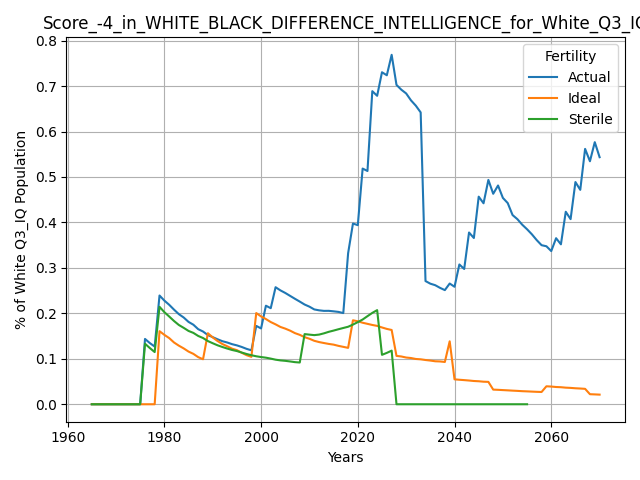 Score_-4_in_WHITE_BLACK_DIFFERENCE_INTELLIGENCE_for_White_Q3_IQ
Fertility
Actual
Ideal
Sterile
% of White Q3_IQ Population
0.8
0.7
0.6
0.5
0.4
0.3
0.2
0.1
0.0
1960 1980 2000 2020 2040 2060
Years